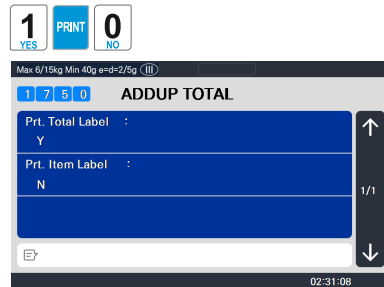 1 PRINT 0
YES NO
Max 6/15kg Min 40g e=d=2/5g III
1 7 5 0 ADDUP TOTAL
Prt. Total Label :
Y
Prt. Item Label :
N
1/1
02:31:08